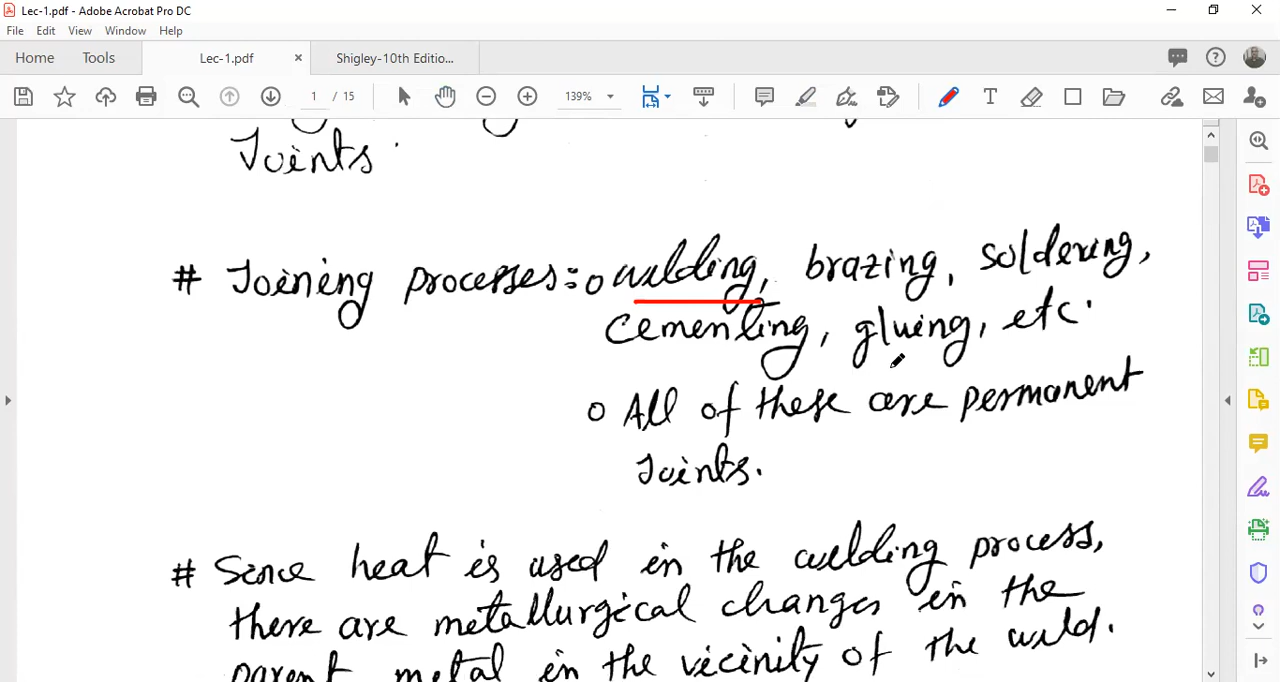 Lec-1.pdf - Adobe Acrobat Pro DC
File Edit View Window Help
Home Tools Lec-1.pdf × Shigley-10th Editio...
1 / 15 139%
Joints.
# Joining processes : o welding, brazing, soldering,
cementing, gluing, etc.
o All of these are permanent
Joints.
# Since heat is used in the welding process,
there are metallurgical changes in the
parent metal in the vicinity of the weld.